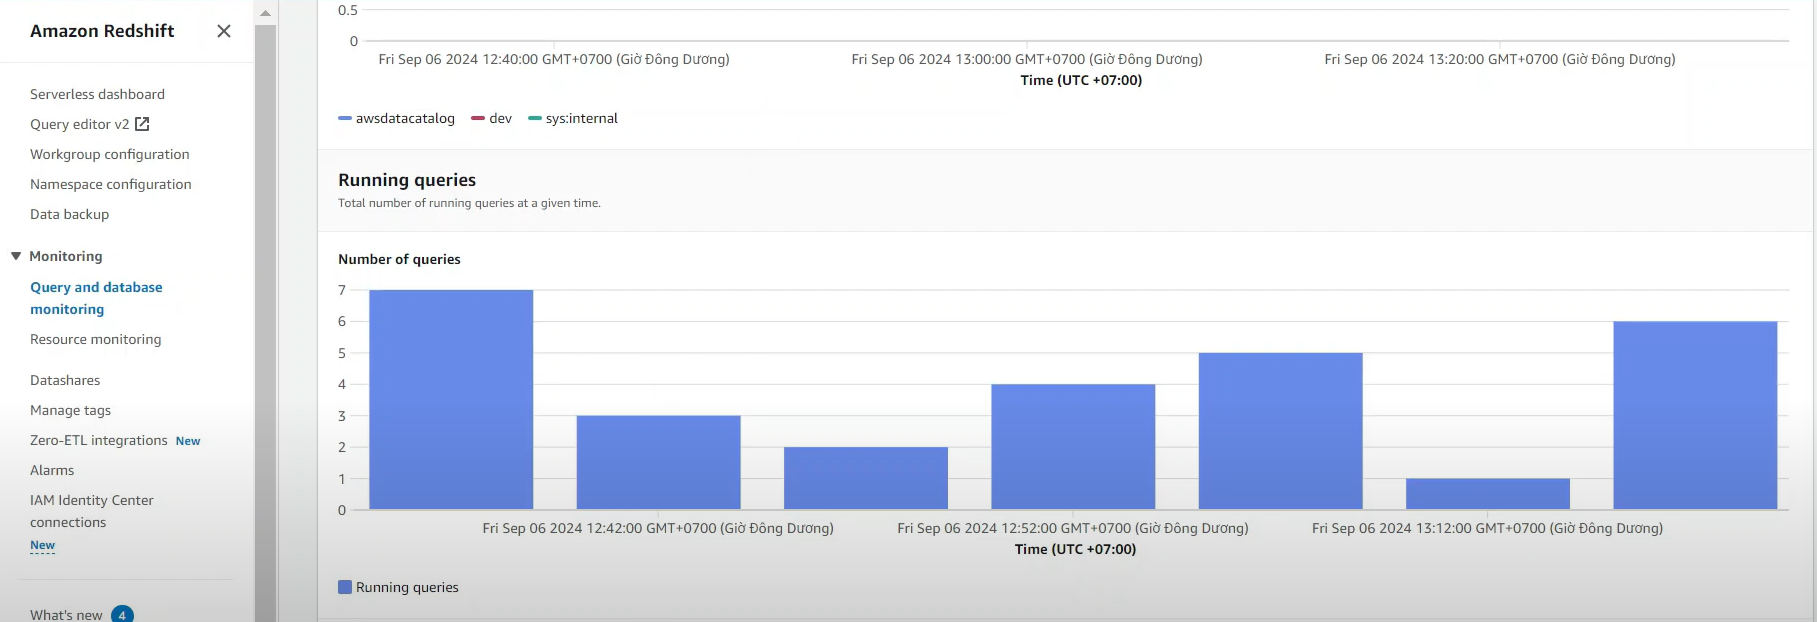 Amazon Redshift
Serverless dashboard
Query editor v2
Workgroup configuration
Namespace configuration
Data backup
Monitoring
Query and database
monitoring
Resource monitoring
Datashares
Manage tags
Zero-ETL integrations New
Alarms
IAM Identity Center
connections
New
What's new 4
0.5
0
Fri Sep 06 2024 12:40:00 GMT+0700 (Giờ Đông Dương) Fri Sep 06 2024 13:00:00 GMT+0700 (Giờ Đông Dương) Fri Sep 06 2024 13:20:00 GMT+0700 (Giờ Đông Dương)
Time (UTC +07:00)
awsdatacatalog dev sys:internal
Running queries
Total number of running queries at a given time.
Number of queries
7
6
5
4
3
2
1
0
Fri Sep 06 2024 12:42:00 GMT+0700 (Giờ Đông Dương) Fri Sep 06 2024 12:52:00 GMT+0700 (Giờ Đông Dương) Fri Sep 06 2024 13:12:00 GMT+0700 (Giờ Đông Dương)
Time (UTC +07:00)
Running queries